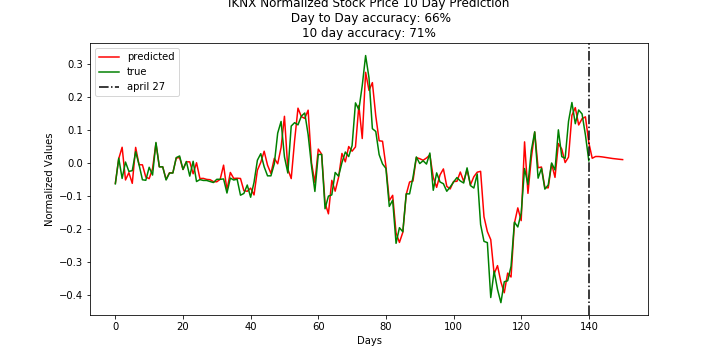 IKNX Normalized Stock Price 10 Day Prediction
Day to Day accuracy: 66%
10 day accuracy: 71%
predicted
true
april 27
Normalized Values
0.3
0.2
0.1
0.0
−0.1
−0.2
−0.3
−0.4
0 20 40 60 80 100 120 140
Days